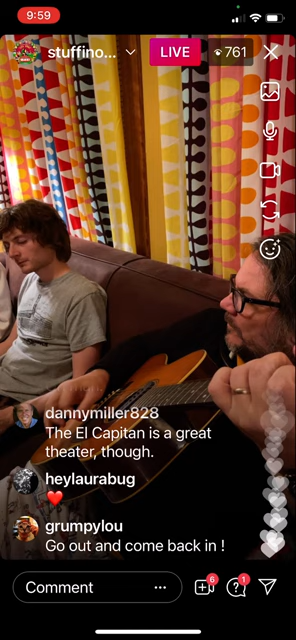 9:59
stuffino...
LIVE
761
dannymiller828
The El Capitan is a great
theater, though.
heylaurabug
grumpylou
Go out and come back in !
Comment
6
1